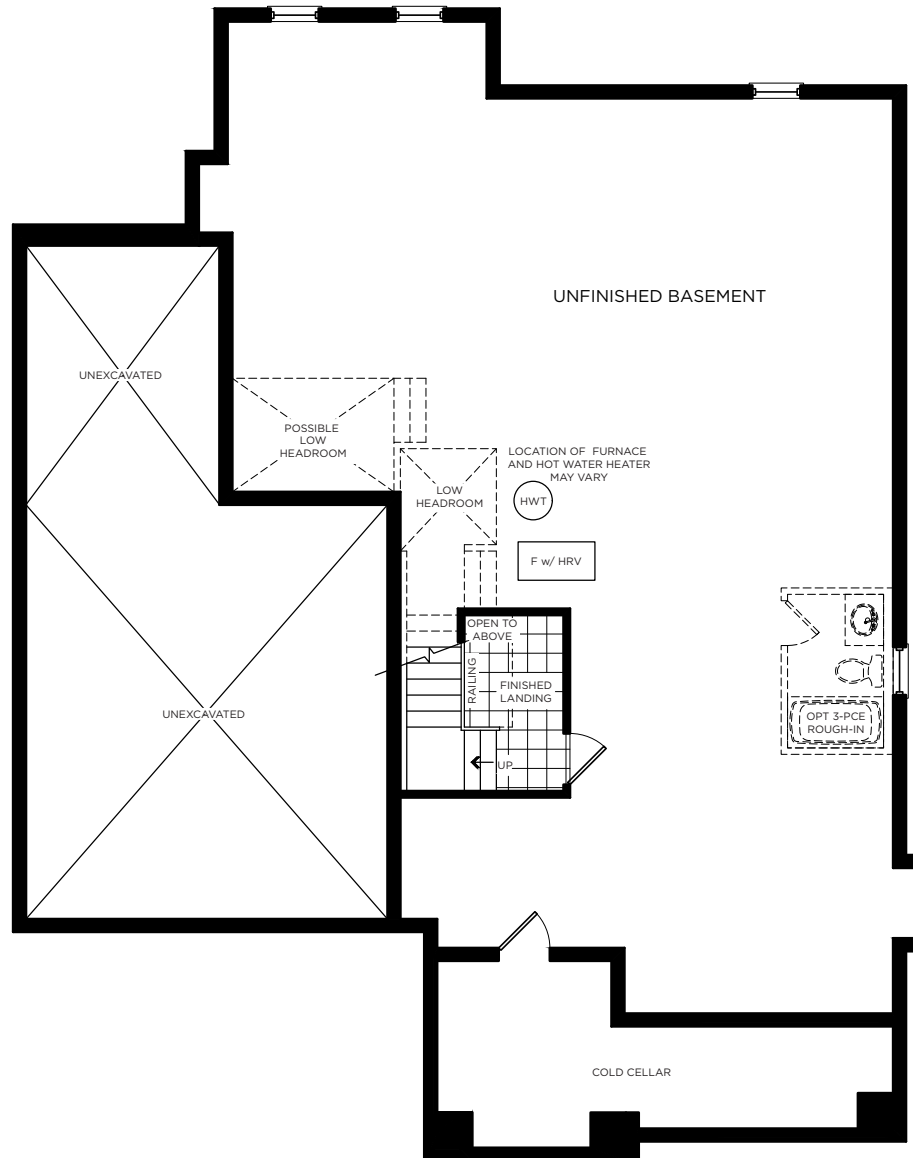 UNFINISHED BASEMENT
UNEXCAVATED
POSSIBLE
LOW
HEADROOM
LOCATION OF FURNACE
AND HOT WATER HEATER
MAY VARY
LOW
HEADROOM
HWT
F w/ HRV
OPEN TO
ABOVE
RAILING
FINISHED
LANDING
UP
UNEXCAVATED
OPT 3-PCE
ROUGH-IN
COLD CELLAR